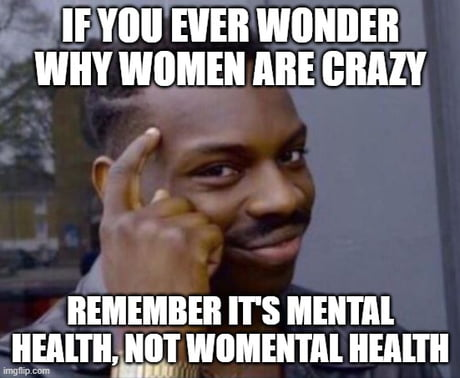 IF YOU EVER WONDER
WHY WOMEN ARE CRAZY
REMEMBER IT'S MENTAL
HEALTH, NOT WOMENTAL HEALTH
imgflip.com